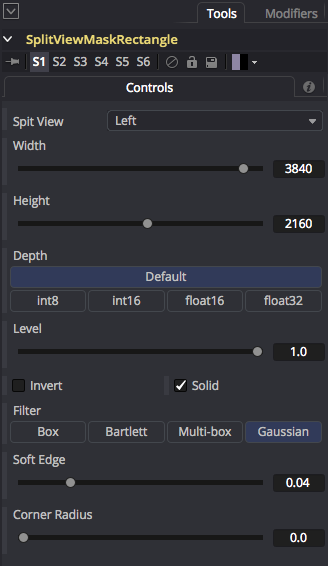 Tools Modifiers
SplitViewMaskRectangle
S1 S2 S3 S4 S5 S6
Controls
Spit View Left
Width
3840
Height
2160
Depth
Default
int8 int16 float16 float32
Level
1.0
Invert Solid
Filter
Box Bartlett Multi-box Gaussian
Soft Edge
0.04
Corner Radius
0.0